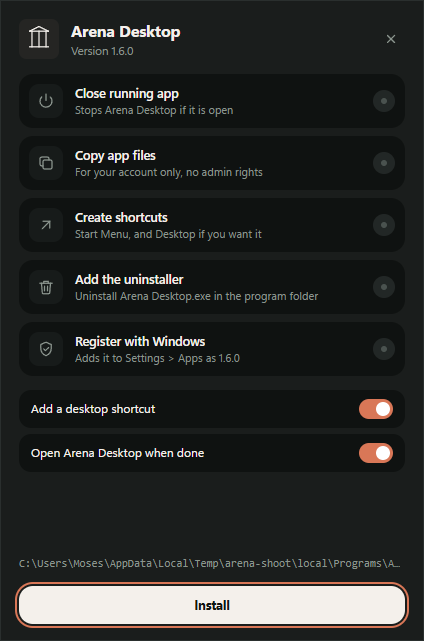 Arena Desktop
Version 1.6.0
Close running app
Stops Arena Desktop if it is open
Copy app files
For your account only, no admin rights
Create shortcuts
Start Menu, and Desktop if you want it
Add the uninstaller
Uninstall Arena Desktop.exe in the program folder
Register with Windows
Adds it to Settings > Apps as 1.6.0
Add a desktop shortcut
Open Arena Desktop when done
C:\Users\Moses\AppData\Local\Temp\arena-shoot\local\Programs\A…
Install